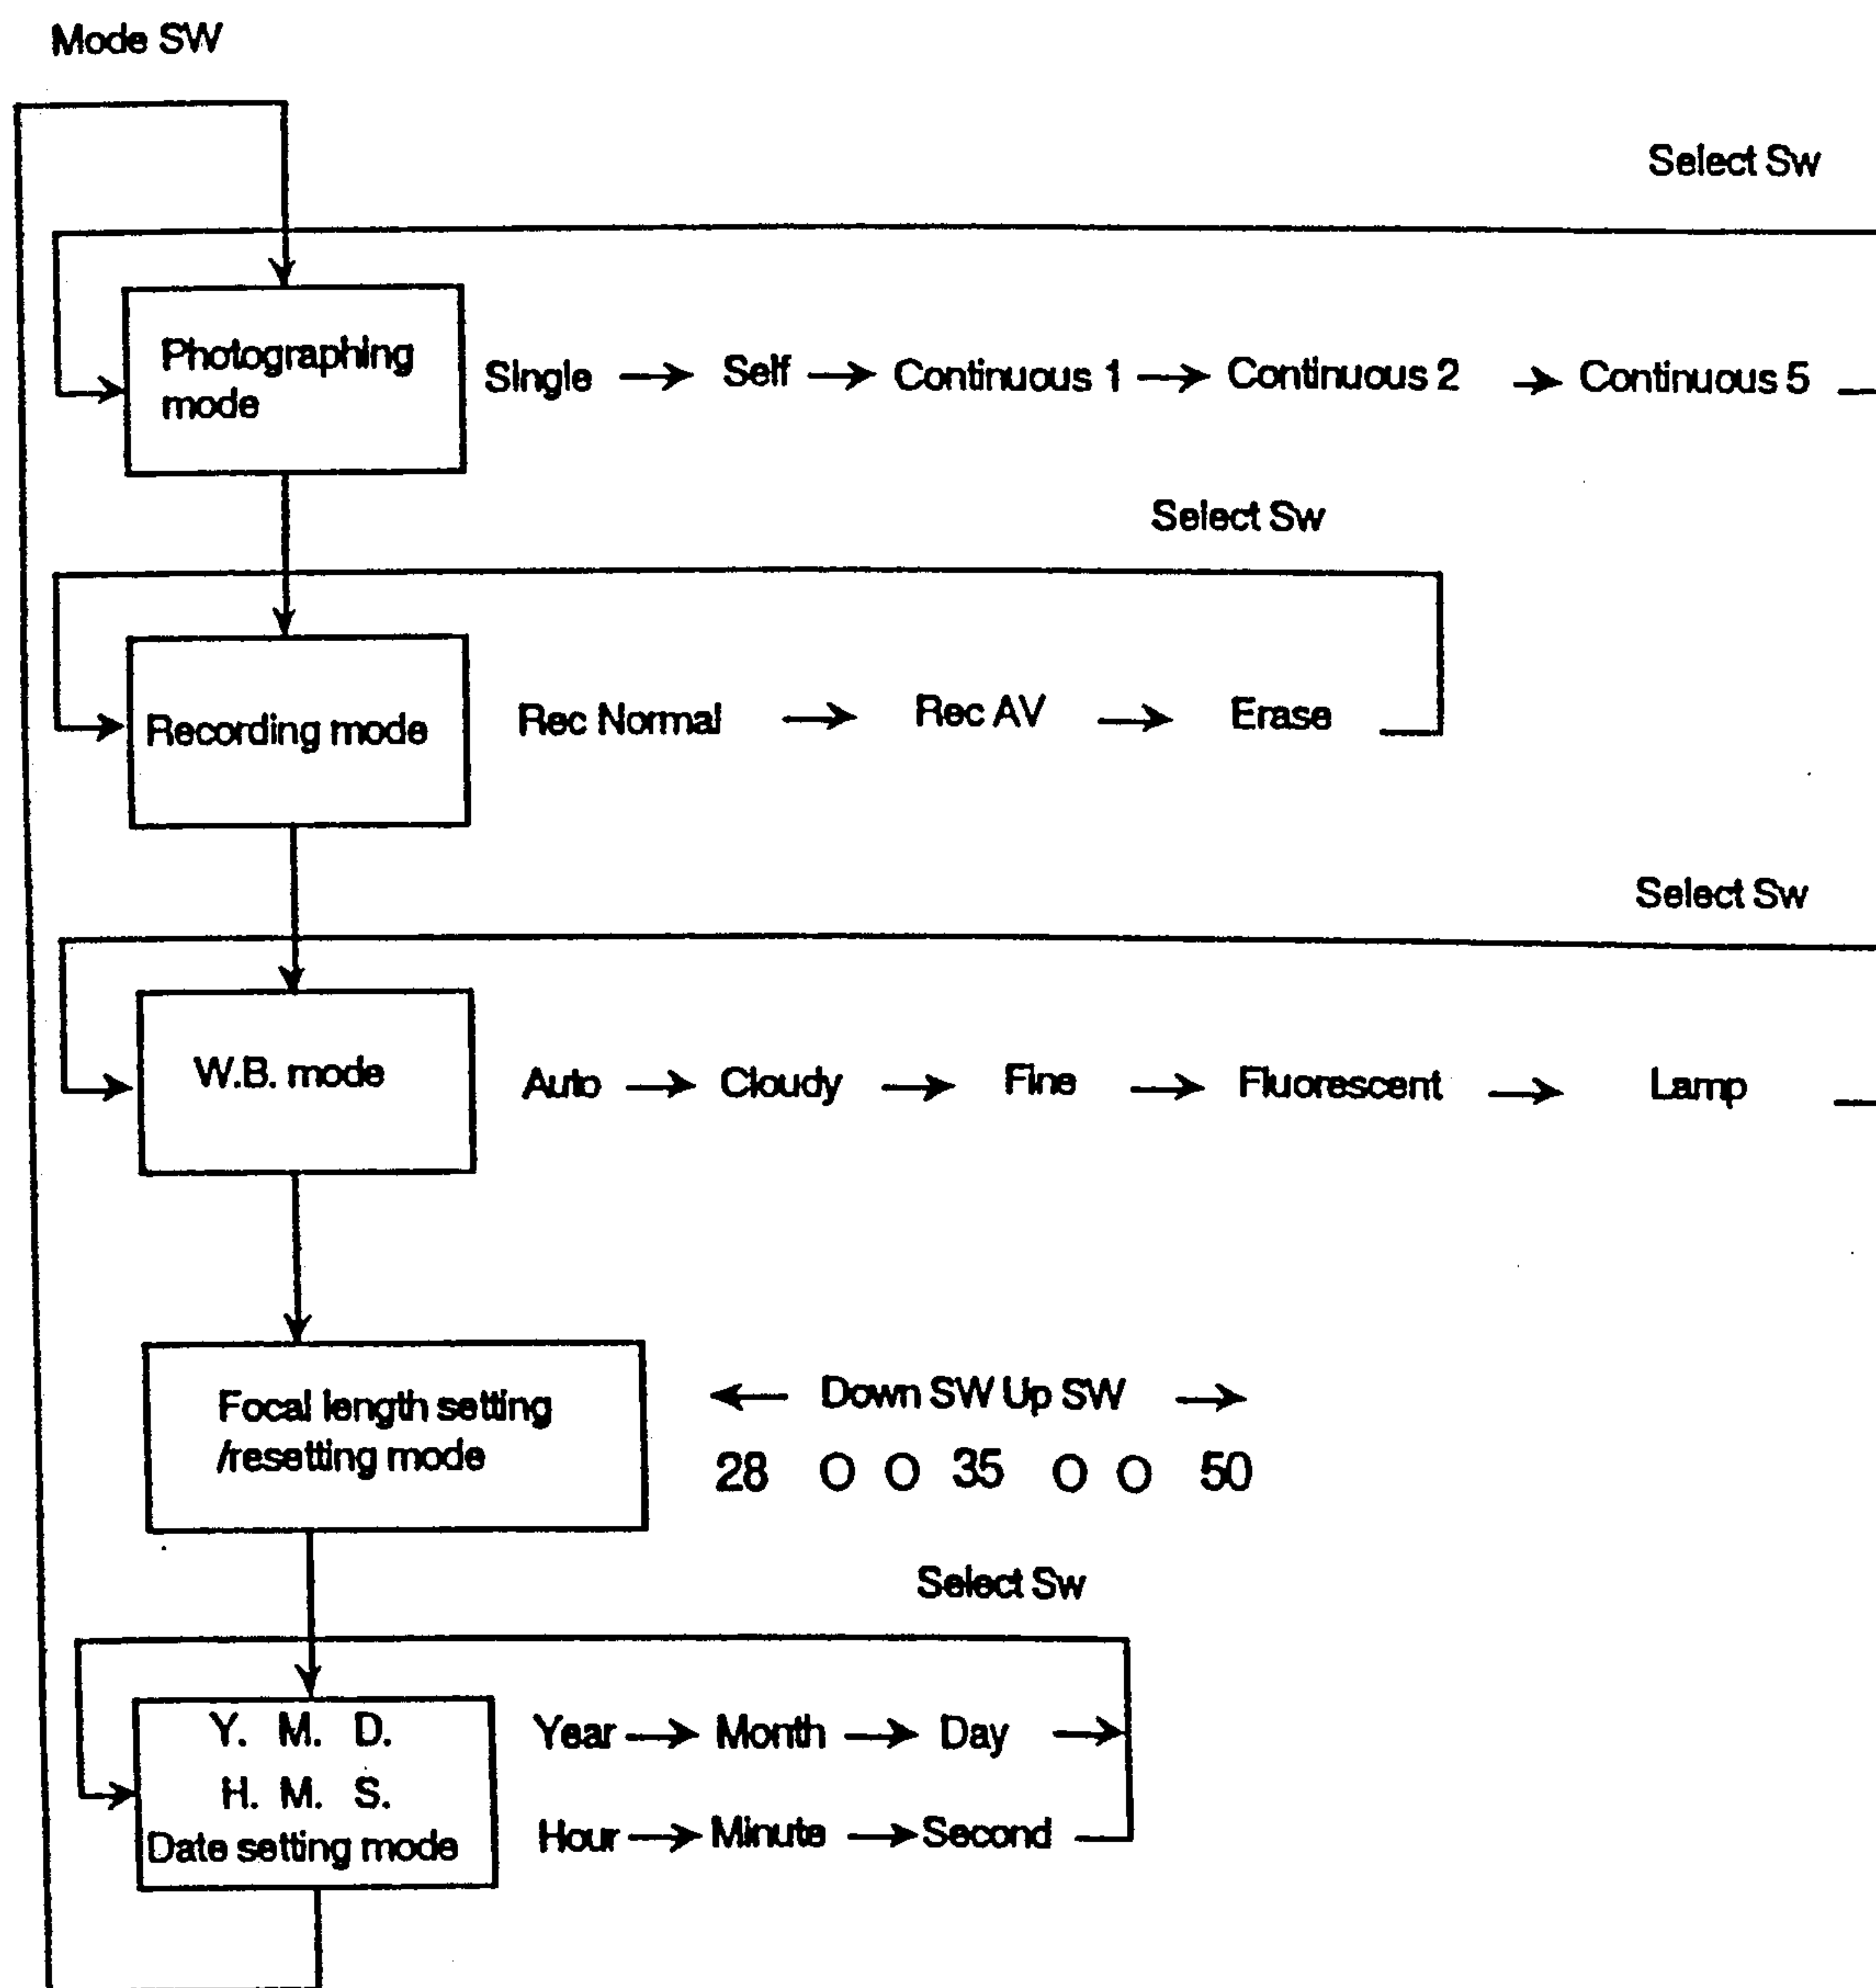 Mode SW
Select Sw
Photographing
mode
Single → Self → Continuous 1 → Continuous 2 → Continuous 5
Select Sw
Recording mode
Rec Normal → Rec AV → Erase
Select Sw
W.B. mode
Auto → Cloudy → Fine → Fluorescent → Lamp
Focal length setting
/resetting mode
← Down SW Up SW →
28 O O 35 O O 50
Select Sw
Y. M. D.
H. M. S.
Date setting mode
Year → Month → Day →
Hour → Minute → Second